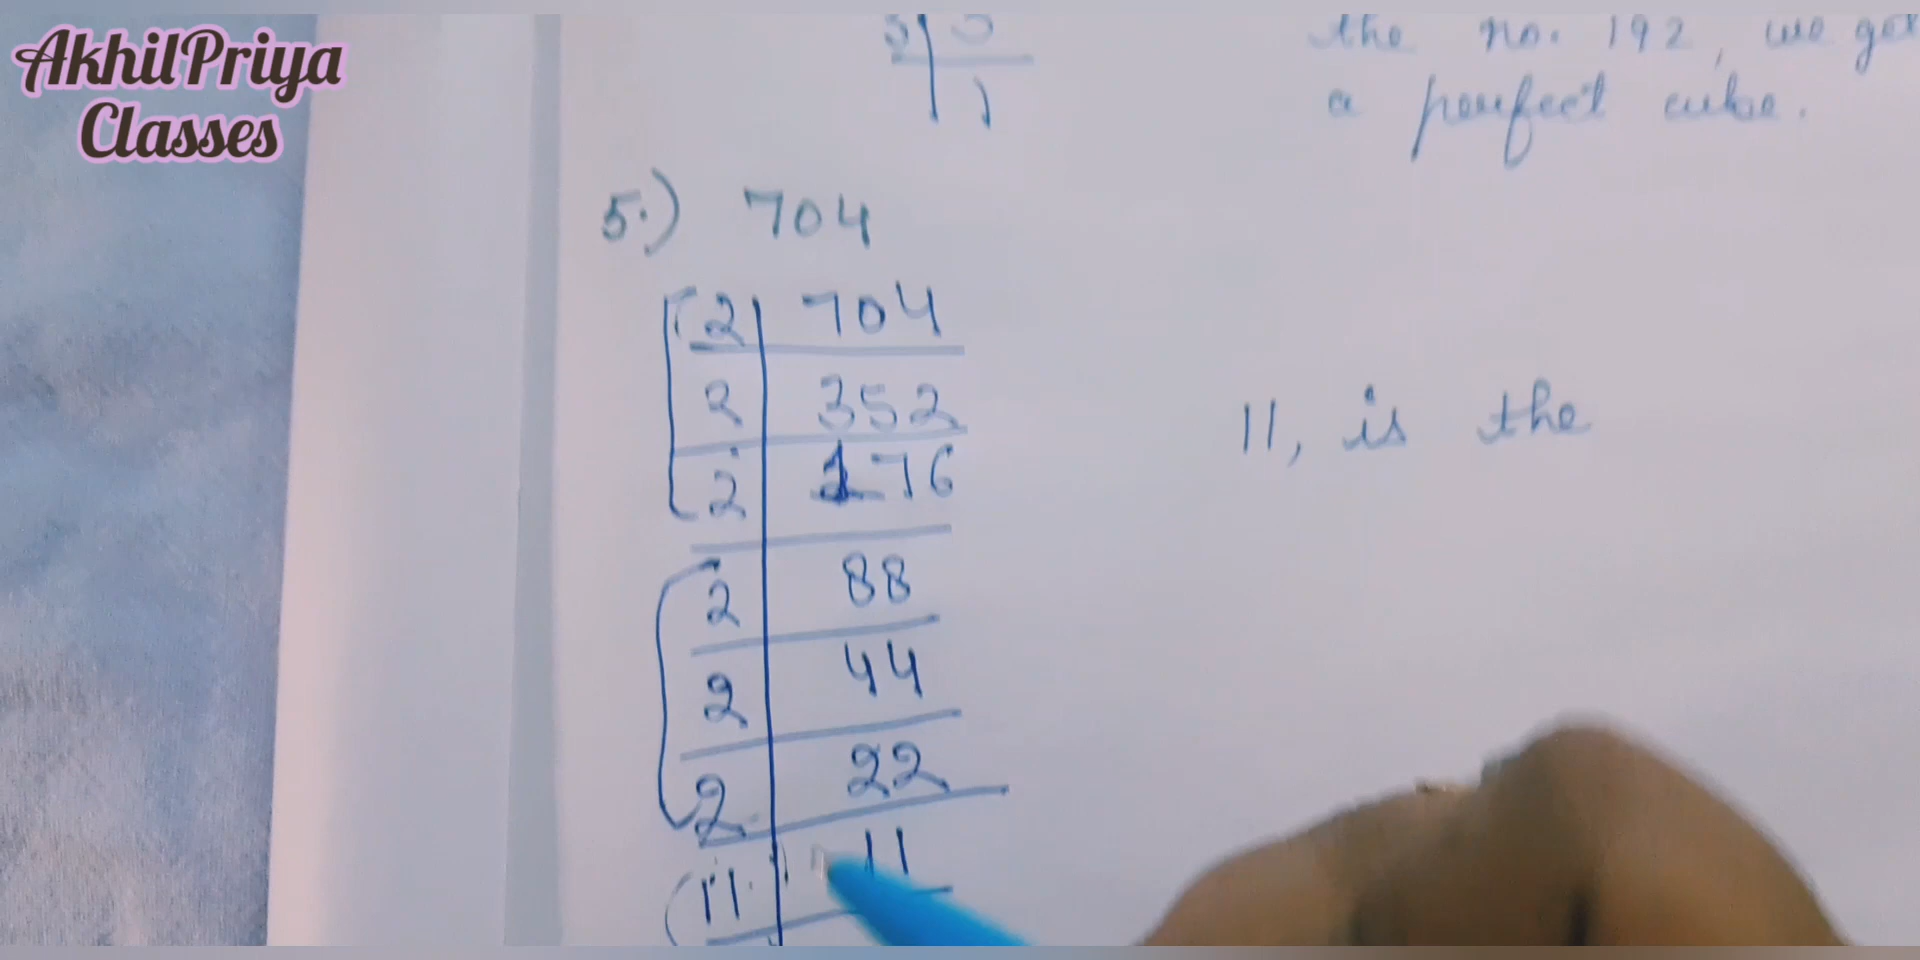 AkhilPriya
Classes
the no. 192, we get
a perfect cube.
1
5.) 704
2 704
2 352
2 176
2 88
2 44
2 22
11 11
11, is the